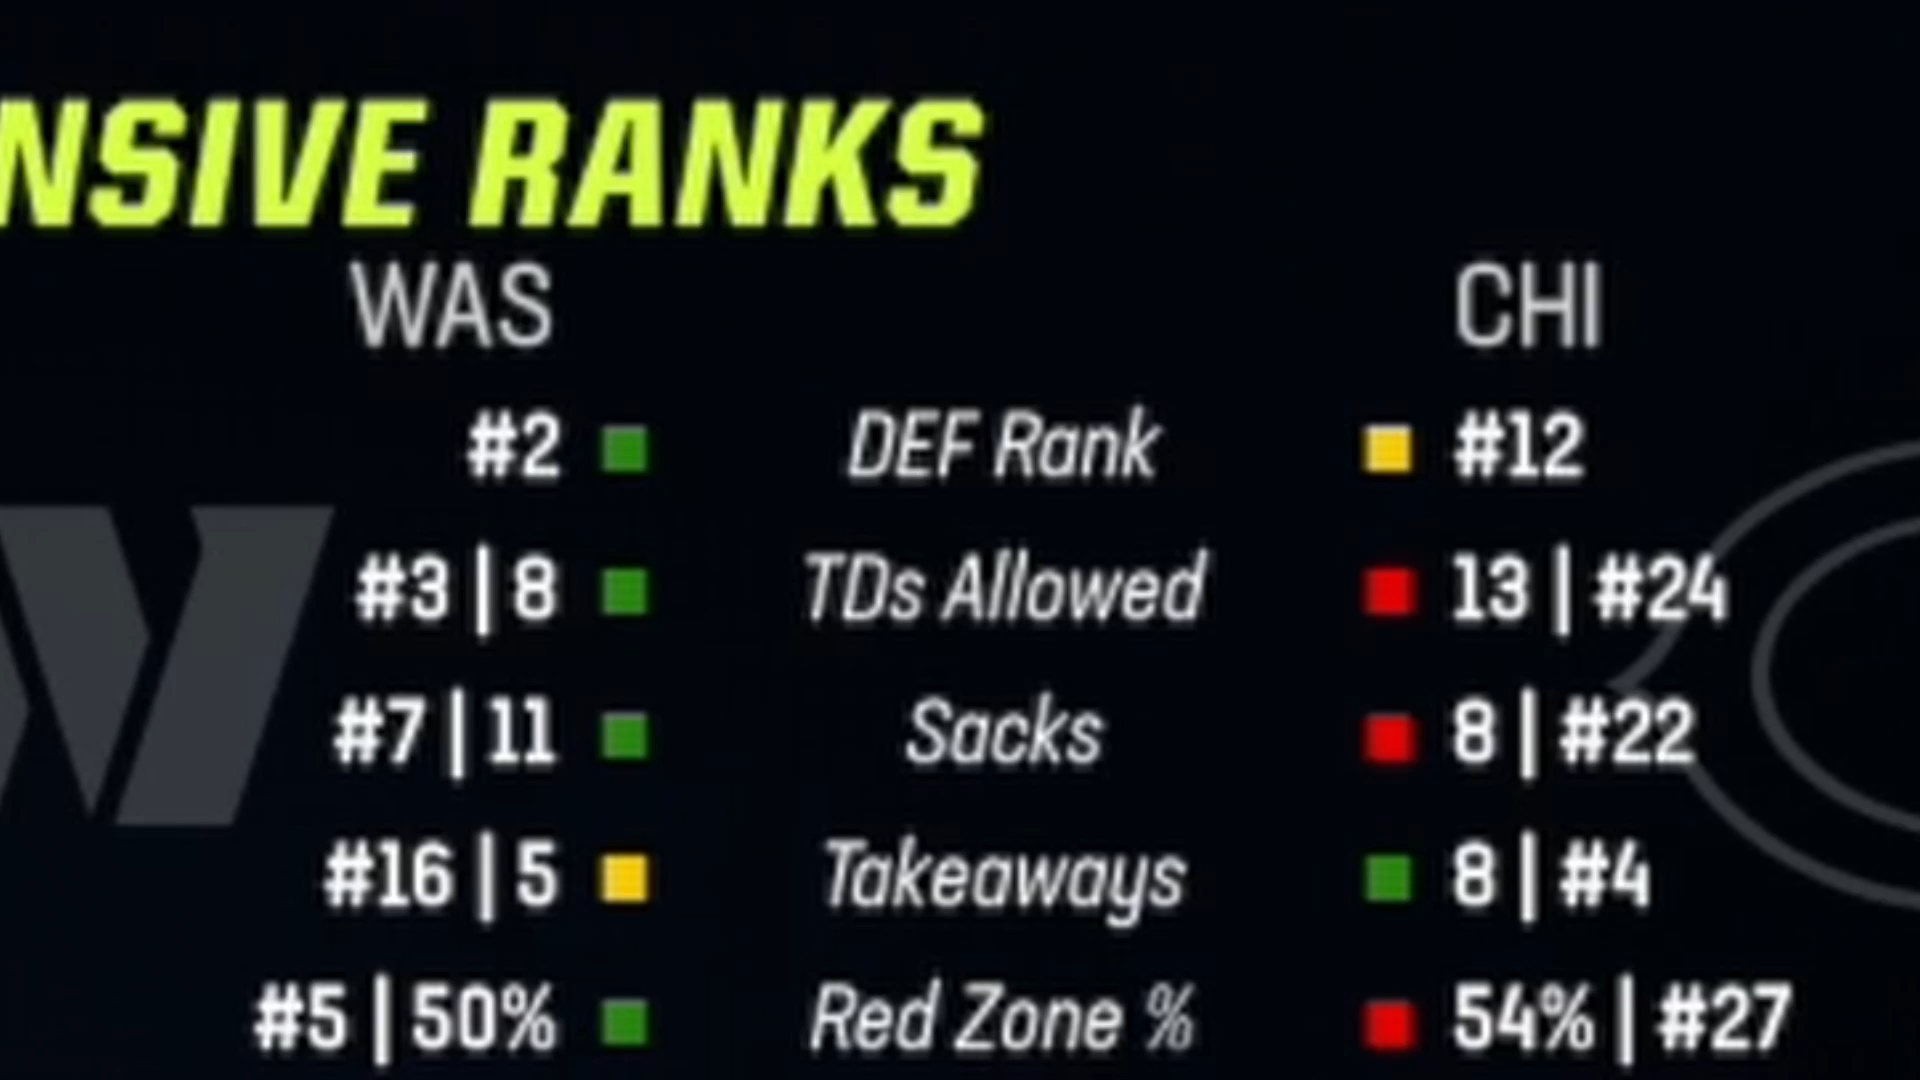 NSIVE RANKS
WAS CHI
#2 DEF Rank #12
#3 | 8 TDs Allowed 13 | #24
#7 | 11 Sacks 8 | #22
#16 | 5 Takeaways 8 | #4
#5 | 50% Red Zone % 54% | #27